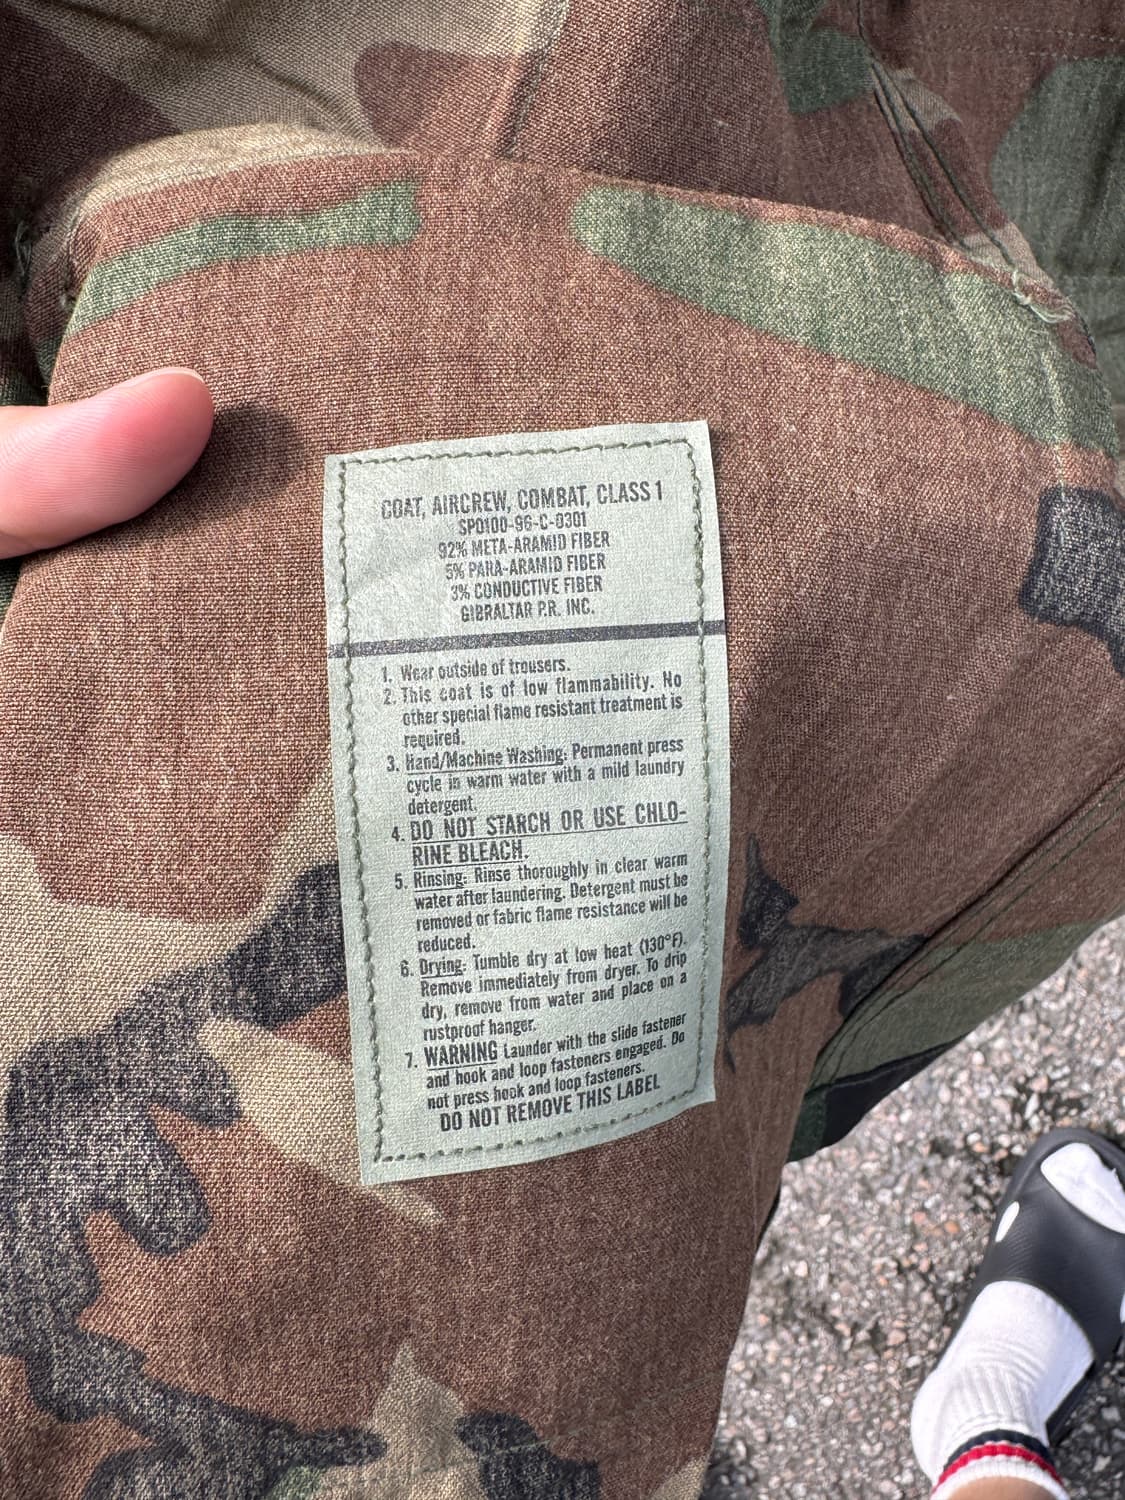 COAT, AIRCREW, COMBAT, CLASS 1
SPO100-96-C-0301
92% META-ARAMID FIBER
5% PARA-ARAMID FIBER
3% CONDUCTIVE FIBER
GIBRALTAR P.R. INC.
1. Wear outside of trousers.
2. This coat is of low flammability. No
other special flame resistant treatment is
required.
3. Hand/Machine Washing: Permanent press
cycle in warm water with a mild laundry
detergent.
4. DO NOT STARCH OR USE CHLO-
RINE BLEACH.
5. Rinsing: Rinse thoroughly in clear warm
water after laundering. Detergent must be
removed or fabric flame resistance will be
reduced.
6. Drying: Tumble dry at low heat (130°F).
Remove immediately from dryer. To drip
dry, remove from water and place on a
rustproof hanger.
7. WARNING Launder with the slide fastener
and hook and loop fasteners engaged. Do
not press hook and loop fasteners.
DO NOT REMOVE THIS LABEL